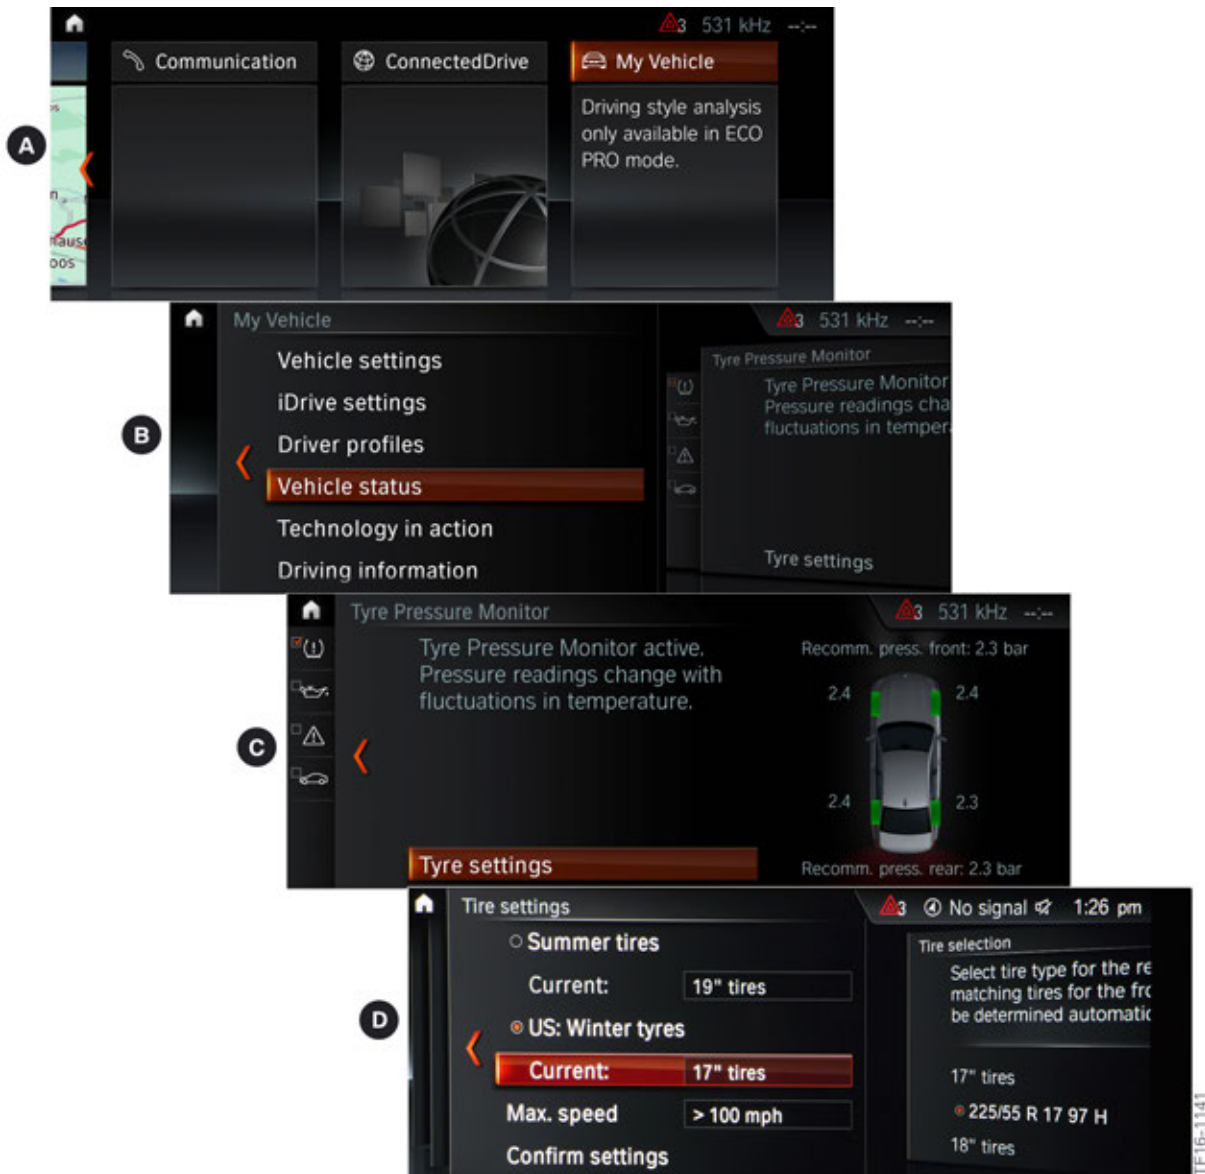 A
3 531 kHz --:--
Communication
ConnectedDrive
My Vehicle
Driving style analysis
only available in ECO
PRO mode.
B
My Vehicle
3 531 kHz --:--
Vehicle settings
iDrive settings
Driver profiles
Vehicle status
Technology in action
Driving information
Tyre Pressure Monitor
Tyre Pressure Monitor
Pressure readings cha
fluctuations in temper
Tyre settings
C
Tyre Pressure Monitor
3 531 kHz --:--
Tyre Pressure Monitor active.
Pressure readings change with
fluctuations in temperature.
Tyre settings
Recomm. press. front: 2.3 bar
2.4 2.4
2.4 2.3
Recomm. press. rear: 2.3 bar
D
Tire settings
3 No signal 1:26 pm
Summer tires
Current: 19" tires
US: Winter tyres
Current: 17" tires
Max. speed > 100 mph
Confirm settings
Tire selection
Select tire type for the re
matching tires for the fro
be determined automatic
17" tires
225/55 R 17 97 H
18" tires
TF16-1141